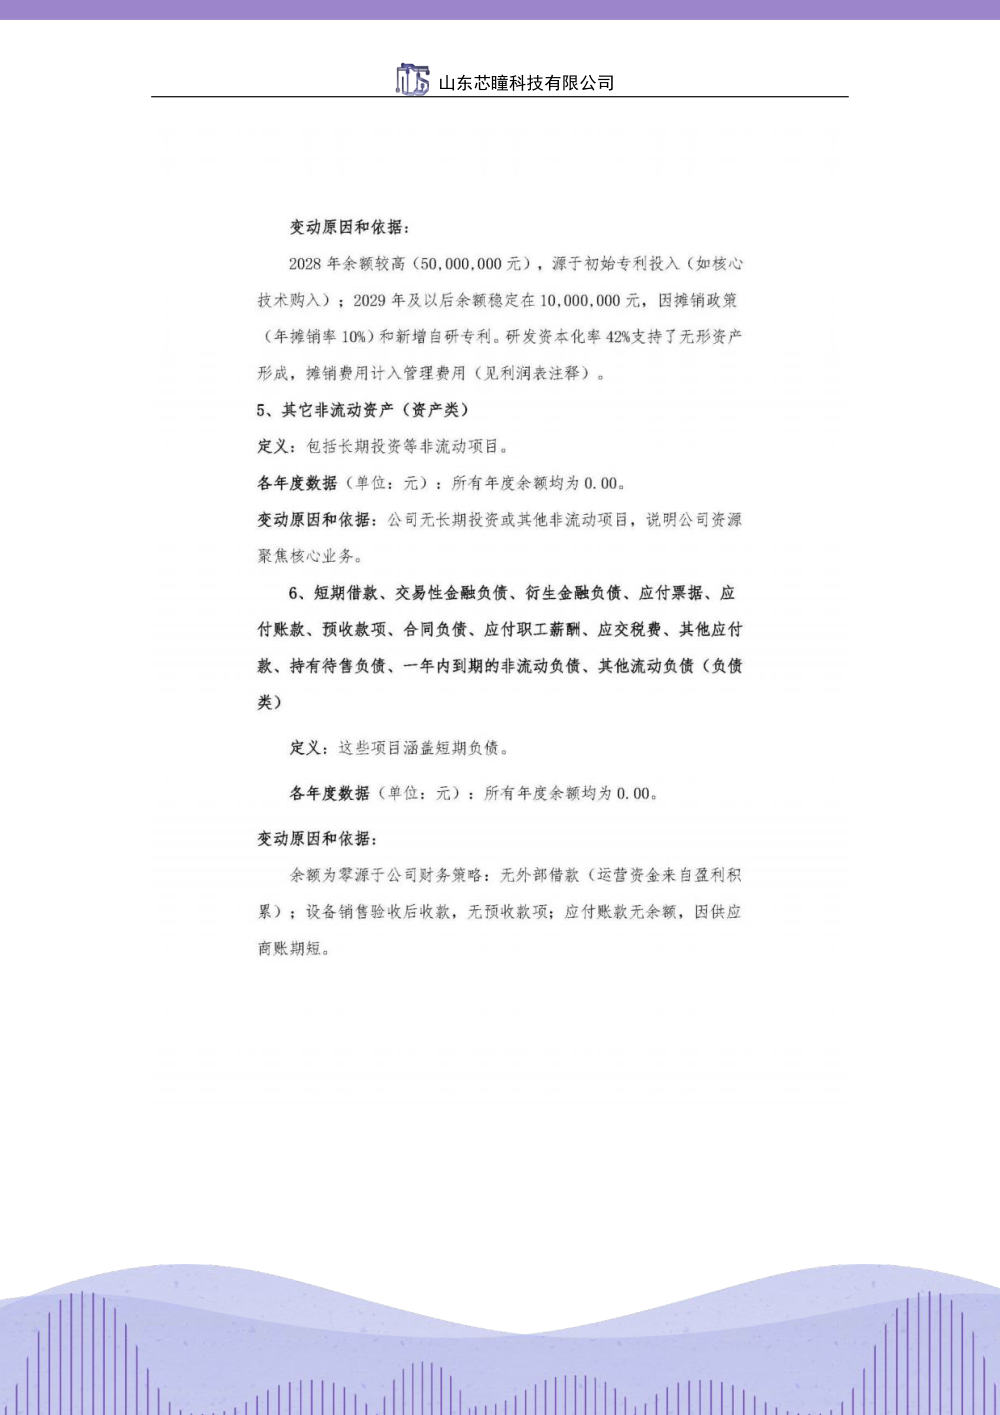 山东芯瞳科技有限公司
变动原因和依据：
2028 年余额较高（50,000,000 元），源于初始专利投入（如核心
技术购入）；2029 年及以后余额稳定在 10,000,000 元，因摊销政策
（年摊销率 10%）和新增自研专利。研发资本化率 42%支持了无形资产
形成，摊销费用计入管理费用（见利润表注释）。
5、其它非流动资产（资产类）
定义：包括长期投资等非流动项目。
各年度数据（单位：元）：所有年度余额均为 0.00。
变动原因和依据：公司无长期投资或其他非流动项目，说明公司资源
聚焦核心业务。
6、短期借款、交易性金融负债、衍生金融负债、应付票据、应
付账款、预收款项、合同负债、应付职工薪酬、应交税费、其他应付
款、持有待售负债、一年内到期的非流动负债、其他流动负债（负债
类）
定义：这些项目涵盖短期负债。
各年度数据（单位：元）：所有年度余额均为 0.00。
变动原因和依据：
余额为零源于公司财务策略：无外部借款（运营资金来自盈利积
累）；设备销售验收后收款，无预收款项；应付账款无余额，因供应
商账期短。